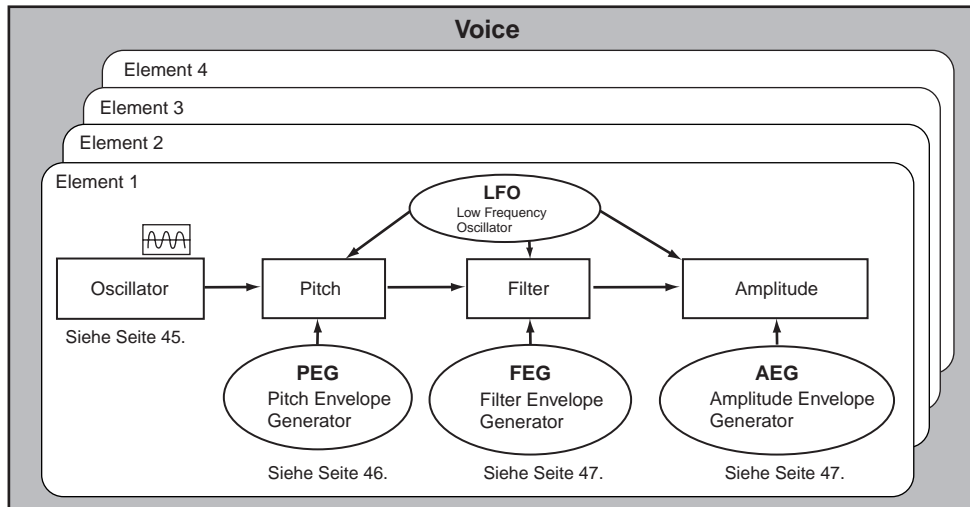 Voice
Element 4
Element 3
Element 2
Element 1
LFO
Low Frequency
Oscillator
Oscillator
Pitch
Filter
Amplitude
Siehe Seite 45.
PEG
Pitch Envelope
Generator
FEG
Filter Envelope
Generator
AEG
Amplitude Envelope
Generator
Siehe Seite 46.
Siehe Seite 47.
Siehe Seite 47.